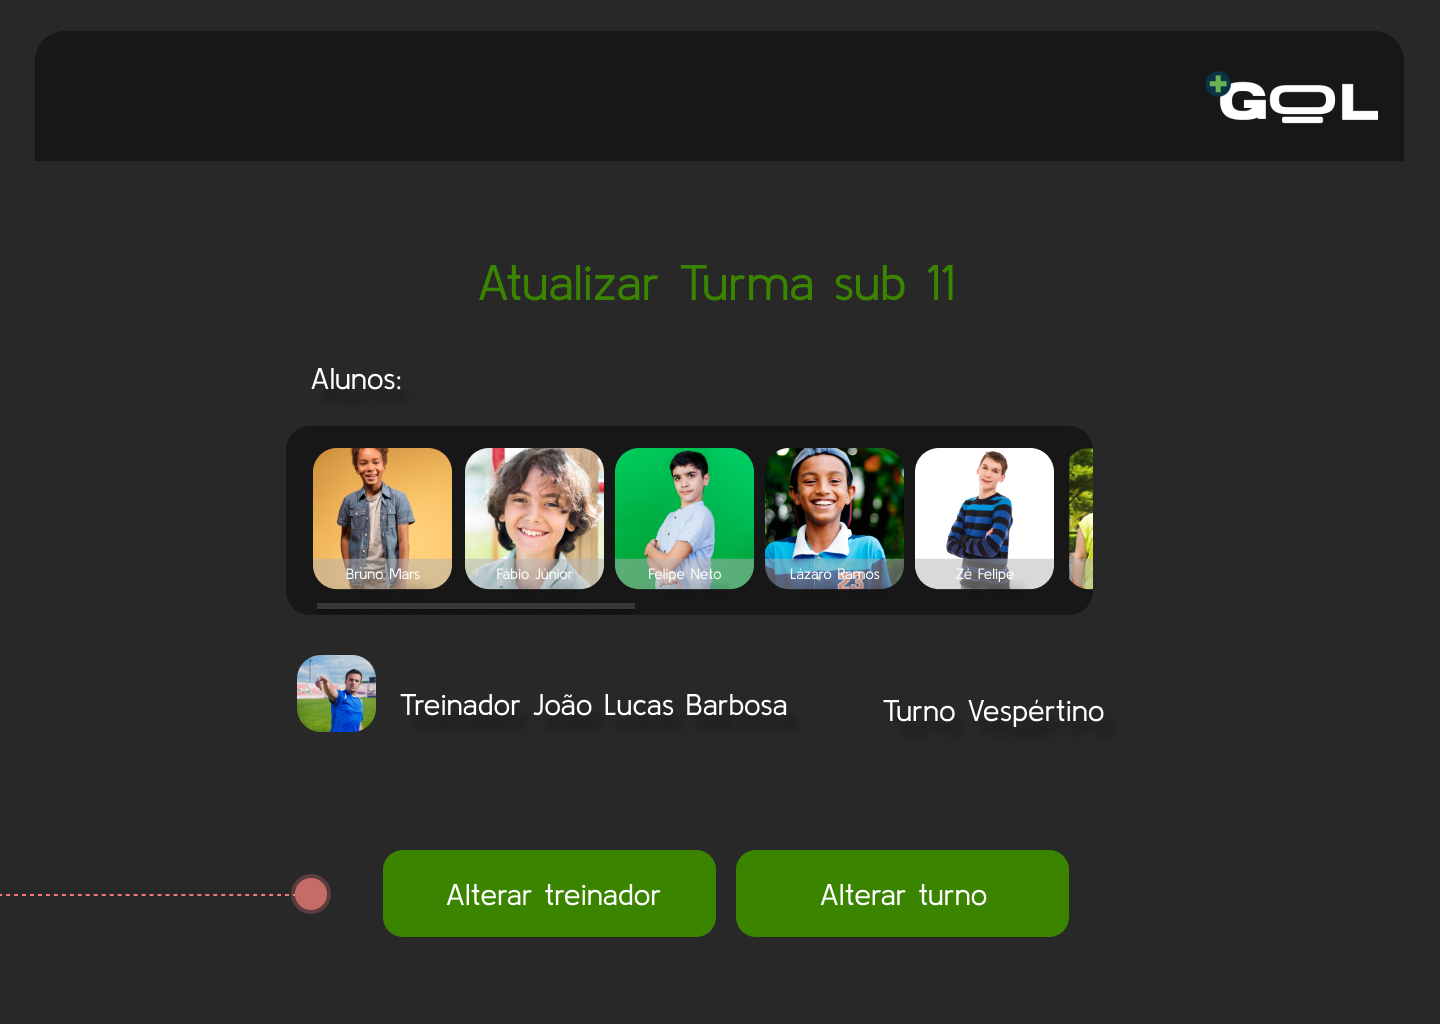 GOL
Atualizar Turma sub 11
Alunos:
Bruno Mars
Fábio Júnior
Felipe Neto
Lázaro Ramos
Zé Felipe
23
Treinador João Lucas Barbosa
Turno Vespértino
Alterar treinador
Alterar turno